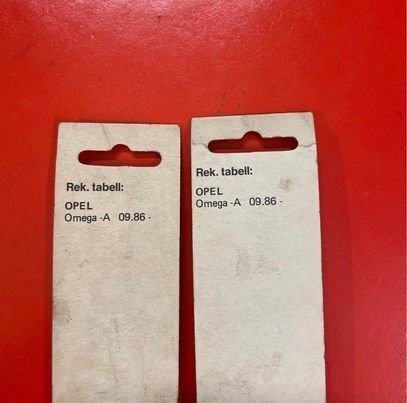 Rek. tabell:
OPEL
Omega -A 09.86 -
Rek. tabell:
OPEL
Omega -A 09.86 -